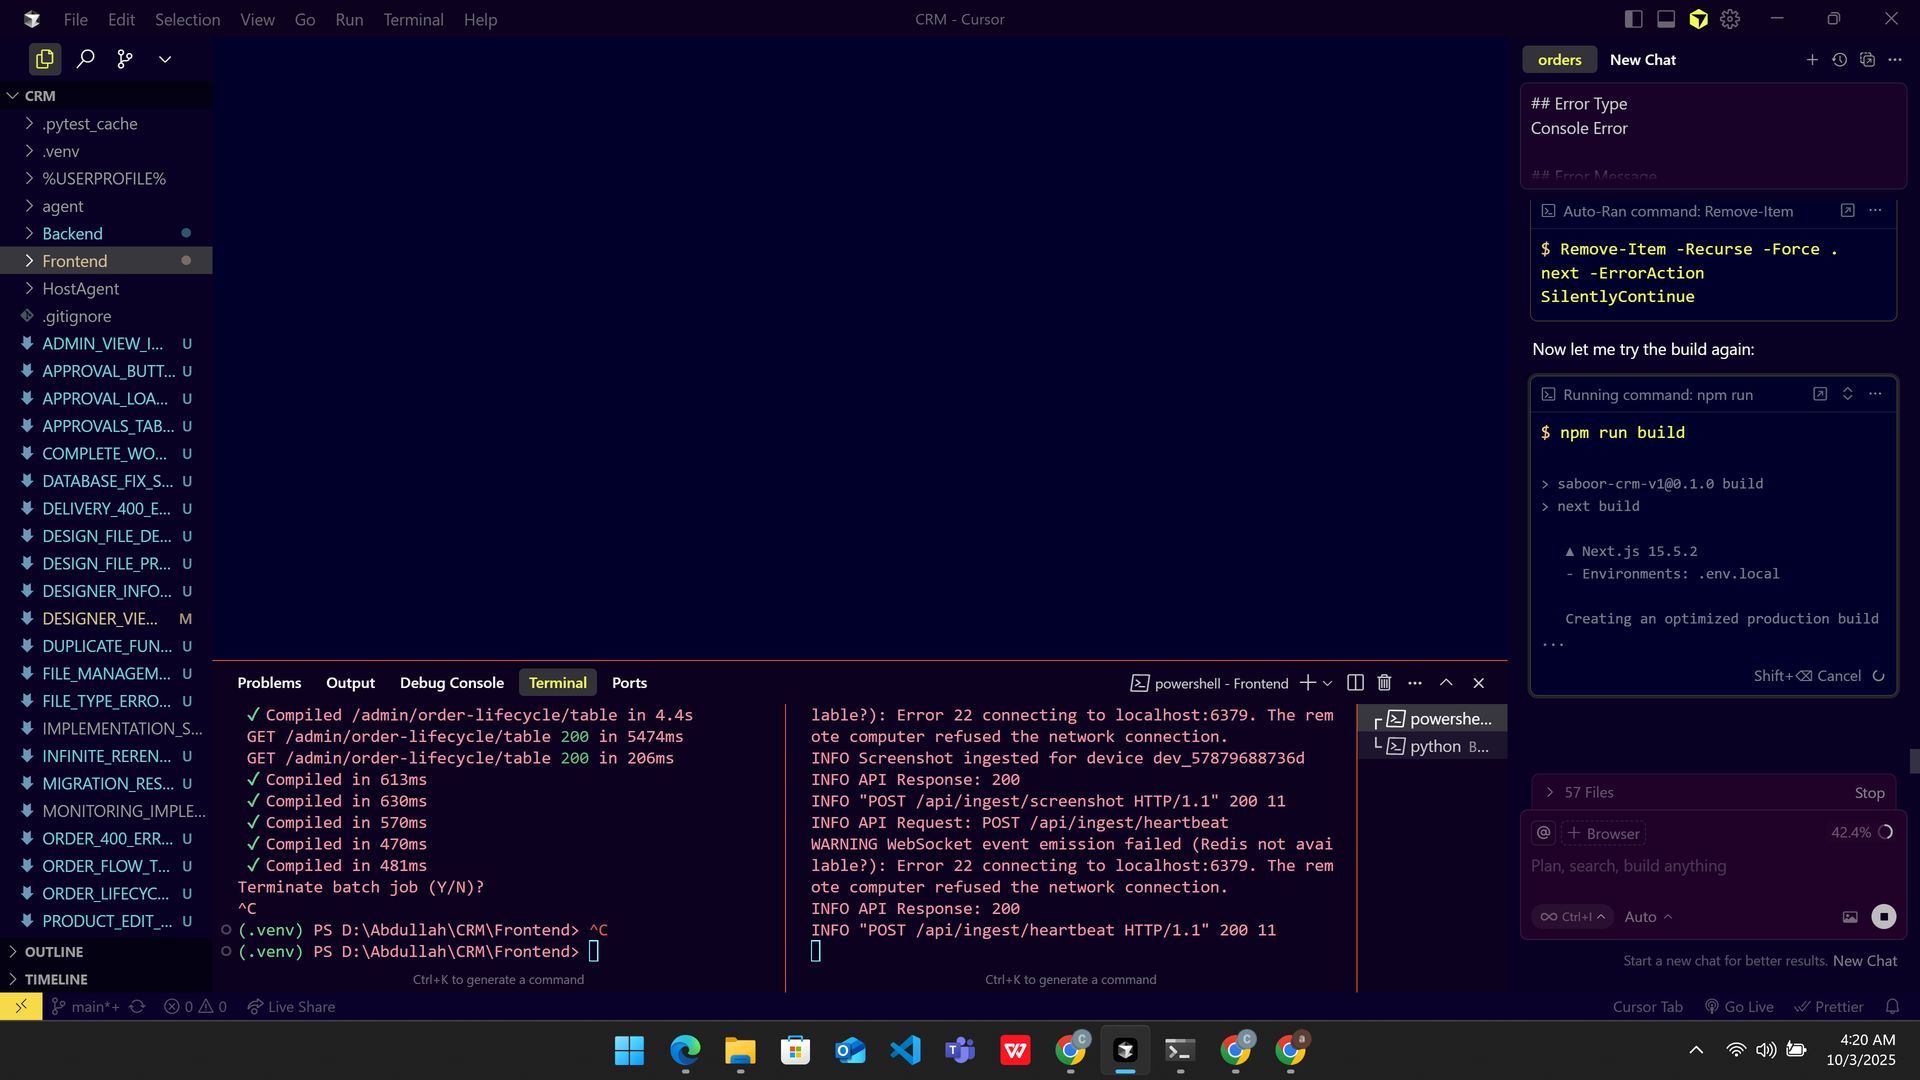 File Edit Selection View Go Run Terminal Help
CRM - Cursor
CRM
.pytest_cache
.venv
%USERPROFILE%
agent
Backend
Frontend
HostAgent
.gitignore
ADMIN_VIEW_I... U
APPROVAL_BUTT... U
APPROVAL_LOA... U
APPROVALS_TAB... U
COMPLETE_WO... U
DATABASE_FIX_S... U
DELIVERY_400_E... U
DESIGN_FILE_DE... U
DESIGN_FILE_PR... U
DESIGNER_INFO... U
DESIGNER_VIE... M
DUPLICATE_FUN... U
FILE_MANAGEM... U
FILE_TYPE_ERRO... U
IMPLEMENTATION_S...
INFINITE_REREN... U
MIGRATION_RES... U
MONITORING_IMPLE...
ORDER_400_ERR... U
ORDER_FLOW_T... U
ORDER_LIFECYC... U
PRODUCT_EDIT_... U
OUTLINE
TIMELINE
Problems Output Debug Console Terminal Ports
powershell - Frontend
✓ Compiled /admin/order-lifecycle/table in 4.4s
GET /admin/order-lifecycle/table 200 in 5474ms
GET /admin/order-lifecycle/table 200 in 206ms
✓ Compiled in 613ms
✓ Compiled in 630ms
✓ Compiled in 570ms
✓ Compiled in 470ms
✓ Compiled in 481ms
Terminate batch job (Y/N)?
^C
(.venv) PS D:\Abdullah\CRM\Frontend> ^C
(.venv) PS D:\Abdullah\CRM\Frontend>
Ctrl+K to generate a command
lable?): Error 22 connecting to localhost:6379. The rem
ote computer refused the network connection.
INFO Screenshot ingested for device dev_57879688736d
INFO API Response: 200
INFO "POST /api/ingest/screenshot HTTP/1.1" 200 11
INFO API Request: POST /api/ingest/heartbeat
WARNING WebSocket event emission failed (Redis not avai
lable?): Error 22 connecting to localhost:6379. The rem
ote computer refused the network connection.
INFO API Response: 200
INFO "POST /api/ingest/heartbeat HTTP/1.1" 200 11
Ctrl+K to generate a command
powershe...
python B...
orders New Chat
## Error Type
Console Error
## Error Message
Auto-Ran command: Remove-Item
$ Remove-Item -Recurse -Force .
next -ErrorAction
SilentlyContinue
Now let me try the build again:
Running command: npm run
$ npm run build
> saboor-crm-v1@0.1.0 build
> next build
▲ Next.js 15.5.2
- Environments: .env.local
Creating an optimized production build
...
Shift+⌫ Cancel
57 Files Stop
@ + Browser 42.4%
Plan, search, build anything
∞ Ctrl+I Auto
Start a new chat for better results. New Chat
main*+ 0 0 Live Share
Cursor Tab Go Live Prettier
4:20 AM
10/3/2025